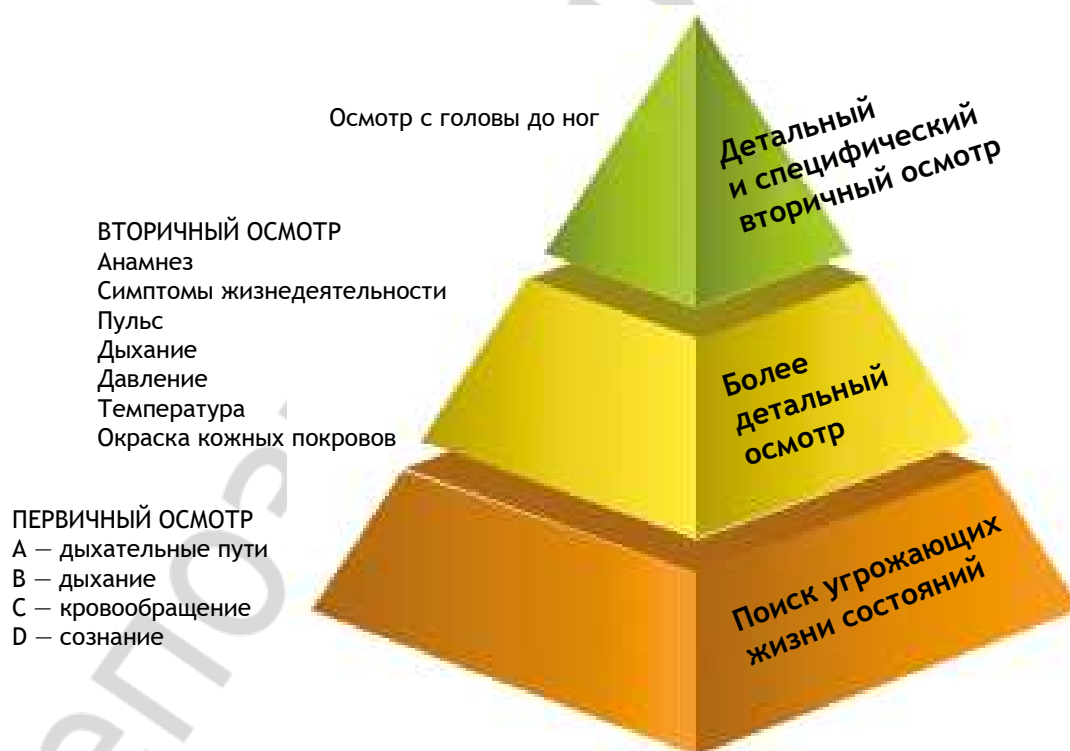 Осмотр с головы до ног
Детальный
и специфический
вторичный осмотр
ВТОРИЧНЫЙ ОСМОТР
Анамнез
Симптомы жизнедеятельности
Пульс
Дыхание
Давление
Температура
Окраска кожных покровов
Более
детальный
осмотр
ПЕРВИЧНЫЙ ОСМОТР
A — дыхательные пути
B — дыхание
C — кровообращение
D — сознание
Поиск угрожающих
жизни состояний